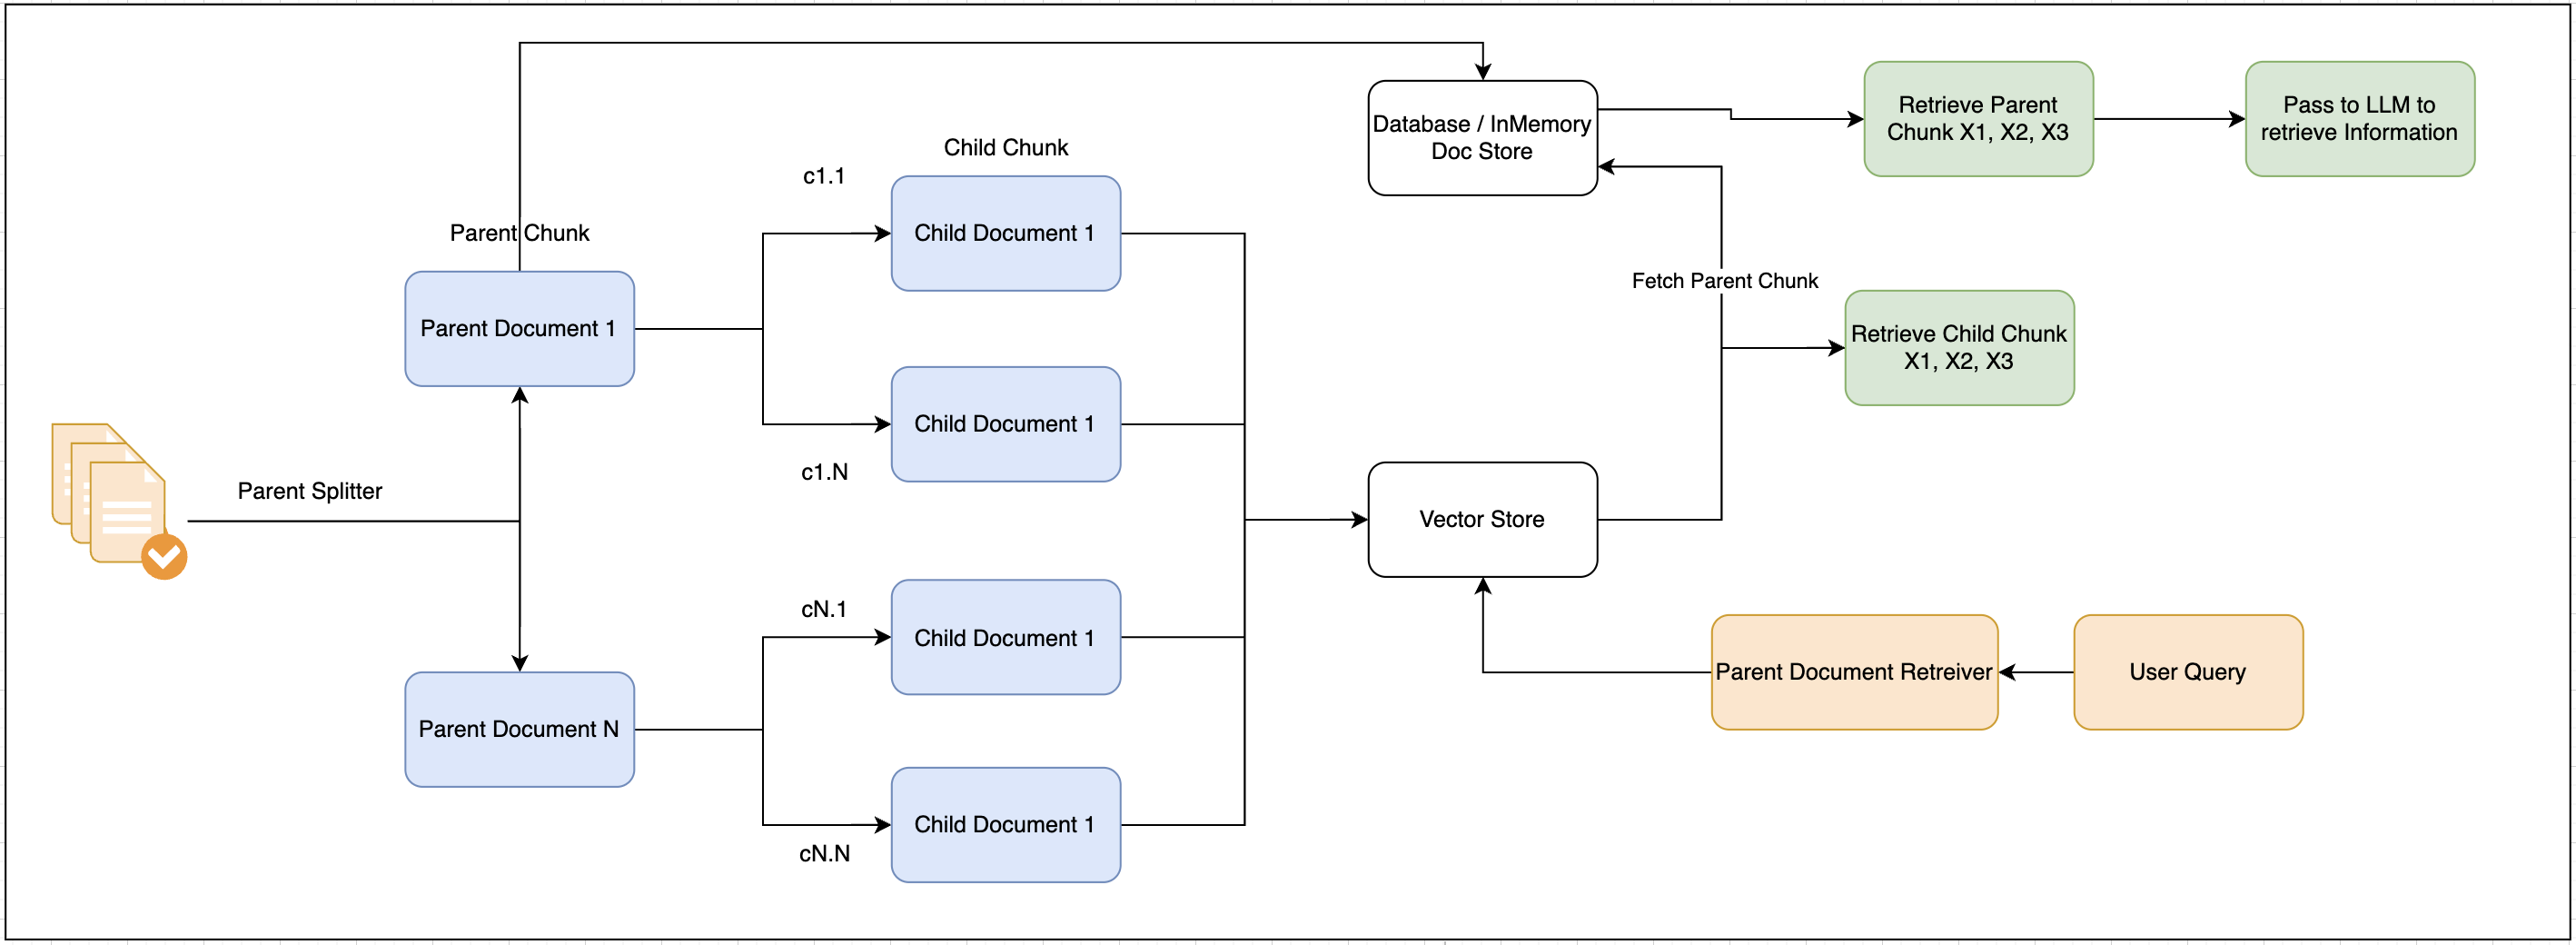 Parent Splitter
Parent Chunk
Parent Document 1
Parent Document N
Child Chunk
c1.1
Child Document 1
Child Document 1
c1.N
cN.1
Child Document 1
Child Document 1
cN.N
Database / InMemory
Doc Store
Retrieve Parent
Chunk X1, X2, X3
Pass to LLM to
retrieve Information
Fetch Parent Chunk
Retrieve Child Chunk
X1, X2, X3
Vector Store
Parent Document Retreiver
User Query